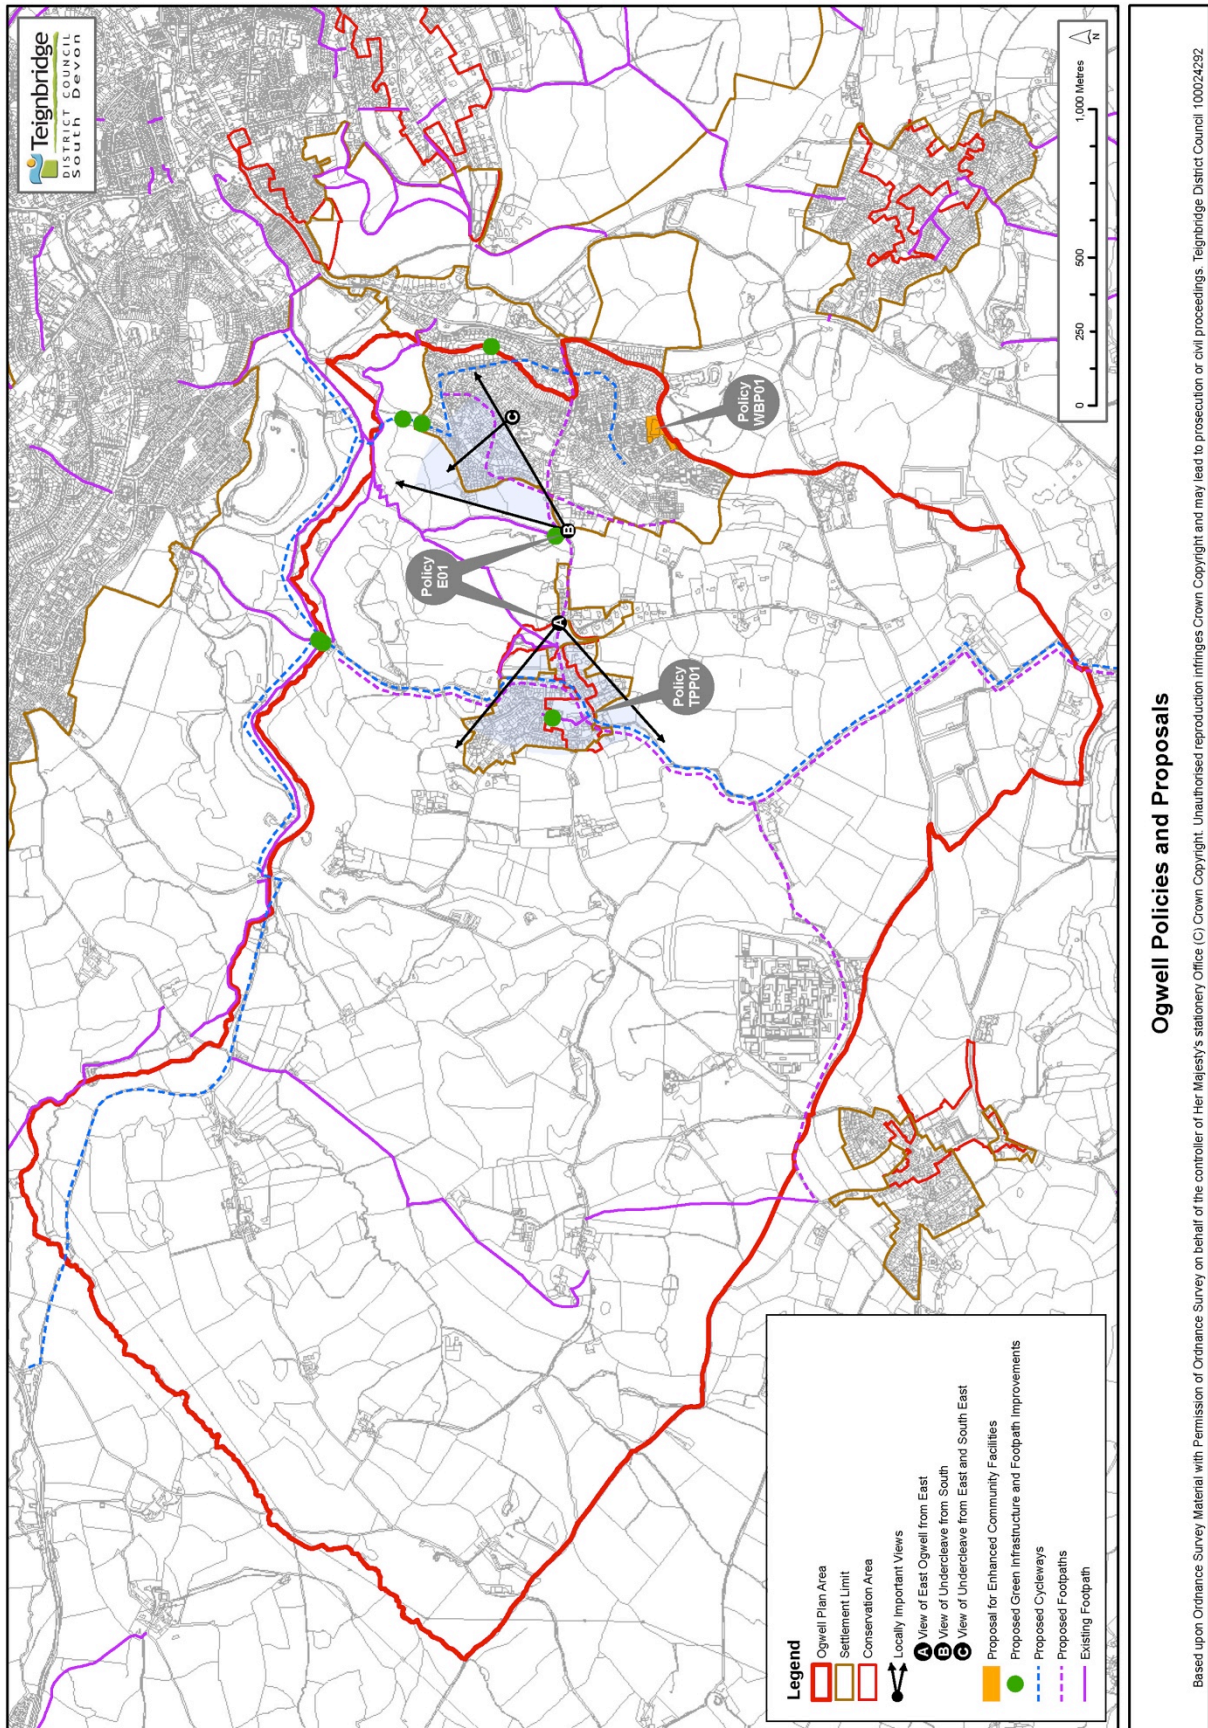 Teignbridge
DISTRICT COUNCIL
South Devon
Policy
E01
Policy
TPP01
Policy
WBP01
N
0 250 500 1,000 Metres
Legend
Ogwell Plan Area
Settlement Limit
Conservation Area
Locally Important Views
A View of East Ogwell from East
B View of Undercleave from South
C View of Undercleave from East and South East
Proposal for Enhanced Community Facilities
Proposed Green Infrastructure and Footpath Improvements
Proposed Cycleways
Proposed Footpaths
Existing Footpath
A
B
C
Ogwell Policies and Proposals
Based upon Ordnance Survey Material with Permission of Ordnance Survey on behalf of the controller of Her Majesty's stationery Office (C) Crown Copyright. Unauthorised reproduction infringes Crown Copyright and may lead to prosecution or civil proceedings. Teignbridge District Council 100024292